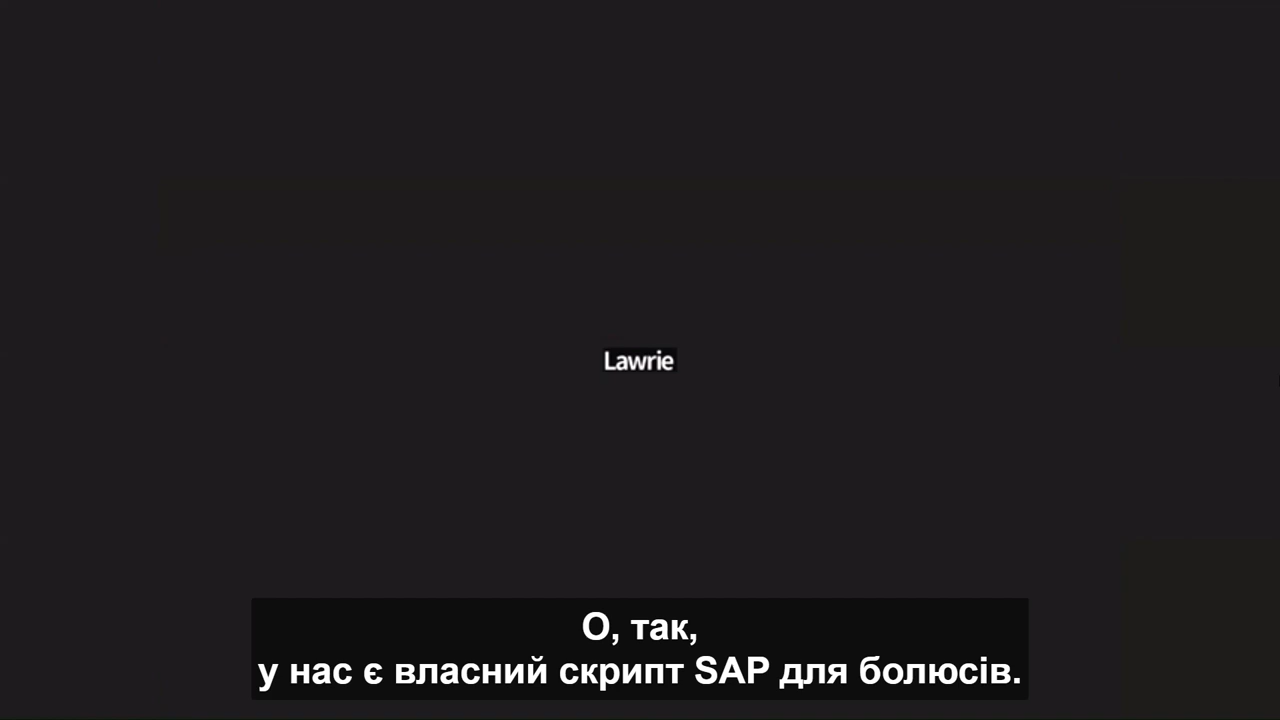 Lawrie
О, так,
у нас є власний скрипт SAP для болюсів.